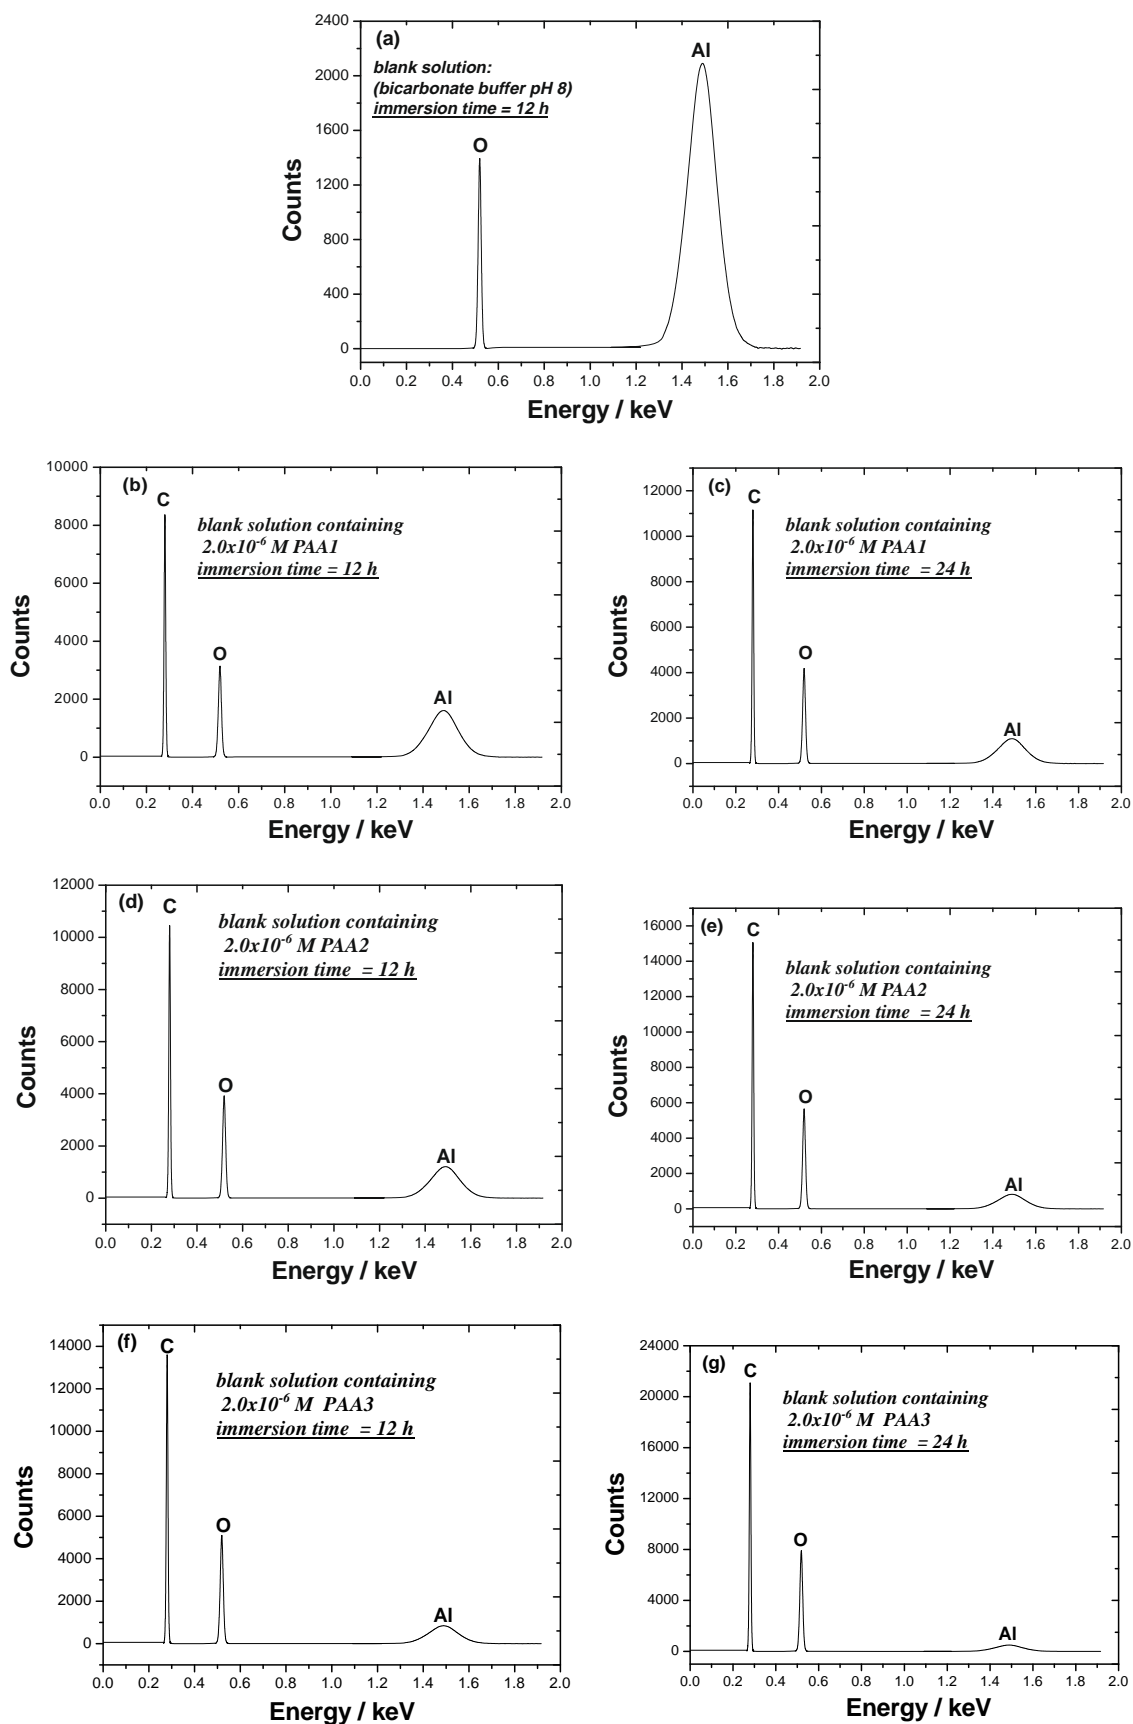 (a)
Al
blank solution:
(bicarbonate buffer pH 8)
immersion time = 12 h
O
Counts
2400
2000
1600
1200
800
400
0
0.0 0.2 0.4 0.6 0.8 1.0 1.2 1.4 1.6 1.8 2.0
Energy / keV
(b)
C
blank solution containing
2.0x10⁻⁶ M PAA1
immersion time = 12 h
O
Al
Counts
10000
8000
6000
4000
2000
0
0.0 0.2 0.4 0.6 0.8 1.0 1.2 1.4 1.6 1.8 2.0
Energy / keV
(c)
C
blank solution containing
2.0x10⁻⁶ M PAA1
immersion time = 24 h
O
Al
Counts
12000
10000
8000
6000
4000
2000
0
0.0 0.2 0.4 0.6 0.8 1.0 1.2 1.4 1.6 1.8 2.0
Energy / keV
(d)
C
blank solution containing
2.0x10⁻⁶ M PAA2
immersion time = 12 h
O
Al
Counts
12000
10000
8000
6000
4000
2000
0
0.0 0.2 0.4 0.6 0.8 1.0 1.2 1.4 1.6 1.8 2.0
Energy / keV
(e)
C
blank solution containing
2.0x10⁻⁶ M PAA2
immersion time = 24 h
O
Al
Counts
16000
14000
12000
10000
8000
6000
4000
2000
0
0.0 0.2 0.4 0.6 0.8 1.0 1.2 1.4 1.6 1.8 2.0
Energy / keV
(f)
C
blank solution containing
2.0x10⁻⁶ M PAA3
immersion time = 12 h
O
Al
Counts
14000
12000
10000
8000
6000
4000
2000
0
0.0 0.2 0.4 0.6 0.8 1.0 1.2 1.4 1.6 1.8 2.0
Energy / keV
(g)
C
blank solution containing
2.0x10⁻⁶ M PAA3
immersion time = 24 h
O
Al
Counts
24000
20000
16000
12000
8000
4000
0
0.0 0.2 0.4 0.6 0.8 1.0 1.2 1.4 1.6 1.8 2.0
Energy / keV